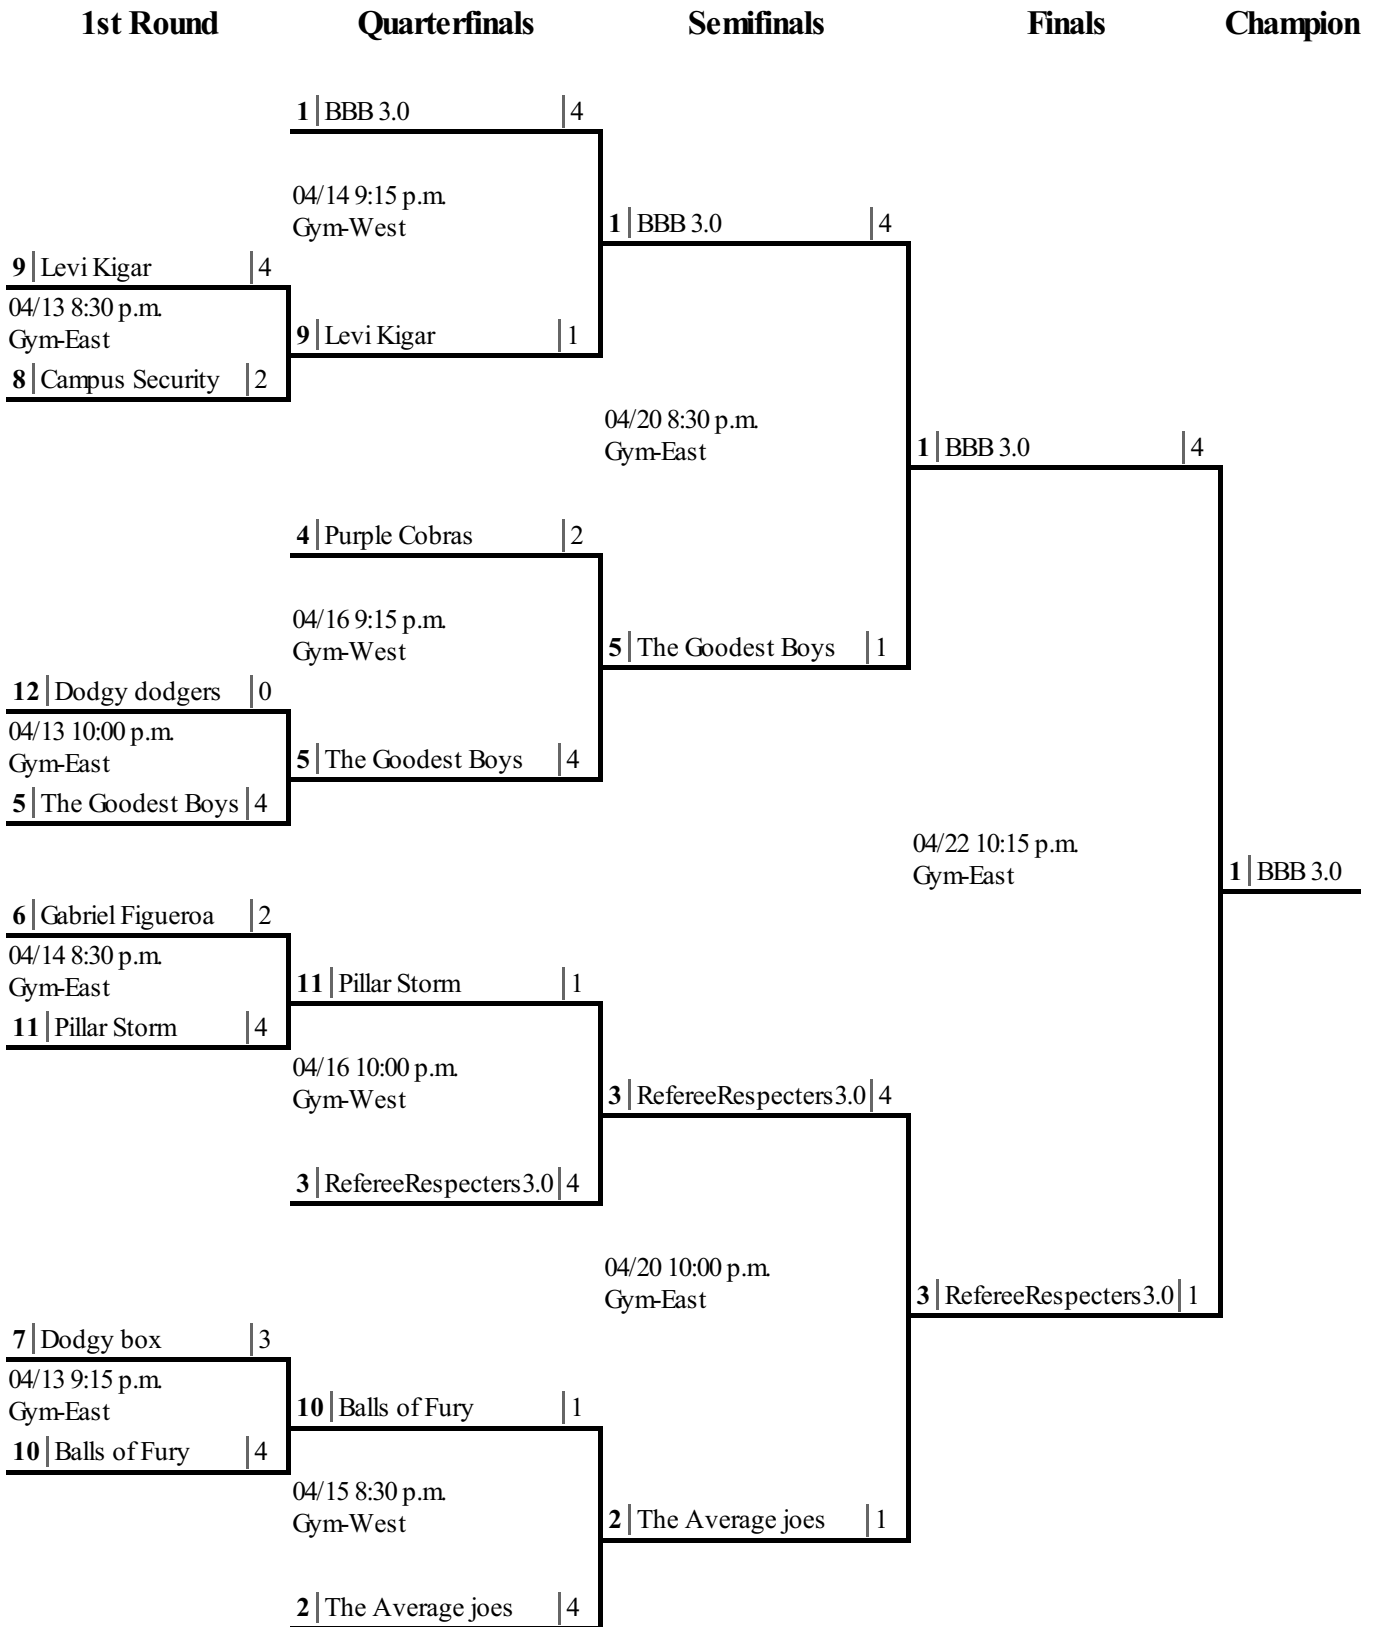 1st Round Quarterfinals Semifinals Finals Champion
1 BBB 3.0 4
04/14 9:15 p.m.
Gym-West
1 BBB 3.0 4
9 Levi Kigar 4
04/13 8:30 p.m.
Gym-East
9 Levi Kigar 1
8 Campus Security 2
04/20 8:30 p.m.
Gym-East
1 BBB 3.0 4
4 Purple Cobras 2
04/16 9:15 p.m.
Gym-West
5 The Goodest Boys 1
12 Dodgy dodgers 0
04/13 10:00 p.m.
Gym-East
5 The Goodest Boys 4
5 The Goodest Boys 4
04/22 10:15 p.m.
Gym-East
1 BBB 3.0
6 Gabriel Figueroa 2
04/14 8:30 p.m.
Gym-East
11 Pillar Storm 1
11 Pillar Storm 4
04/16 10:00 p.m.
Gym-West
3 RefereeRespecters3.0 4
3 RefereeRespecters3.0 4
04/20 10:00 p.m.
Gym-East
3 RefereeRespecters3.0 1
7 Dodgy box 3
04/13 9:15 p.m.
Gym-East
10 Balls of Fury 1
10 Balls of Fury 4
04/15 8:30 p.m.
Gym-West
2 The Average joes 1
2 The Average joes 4